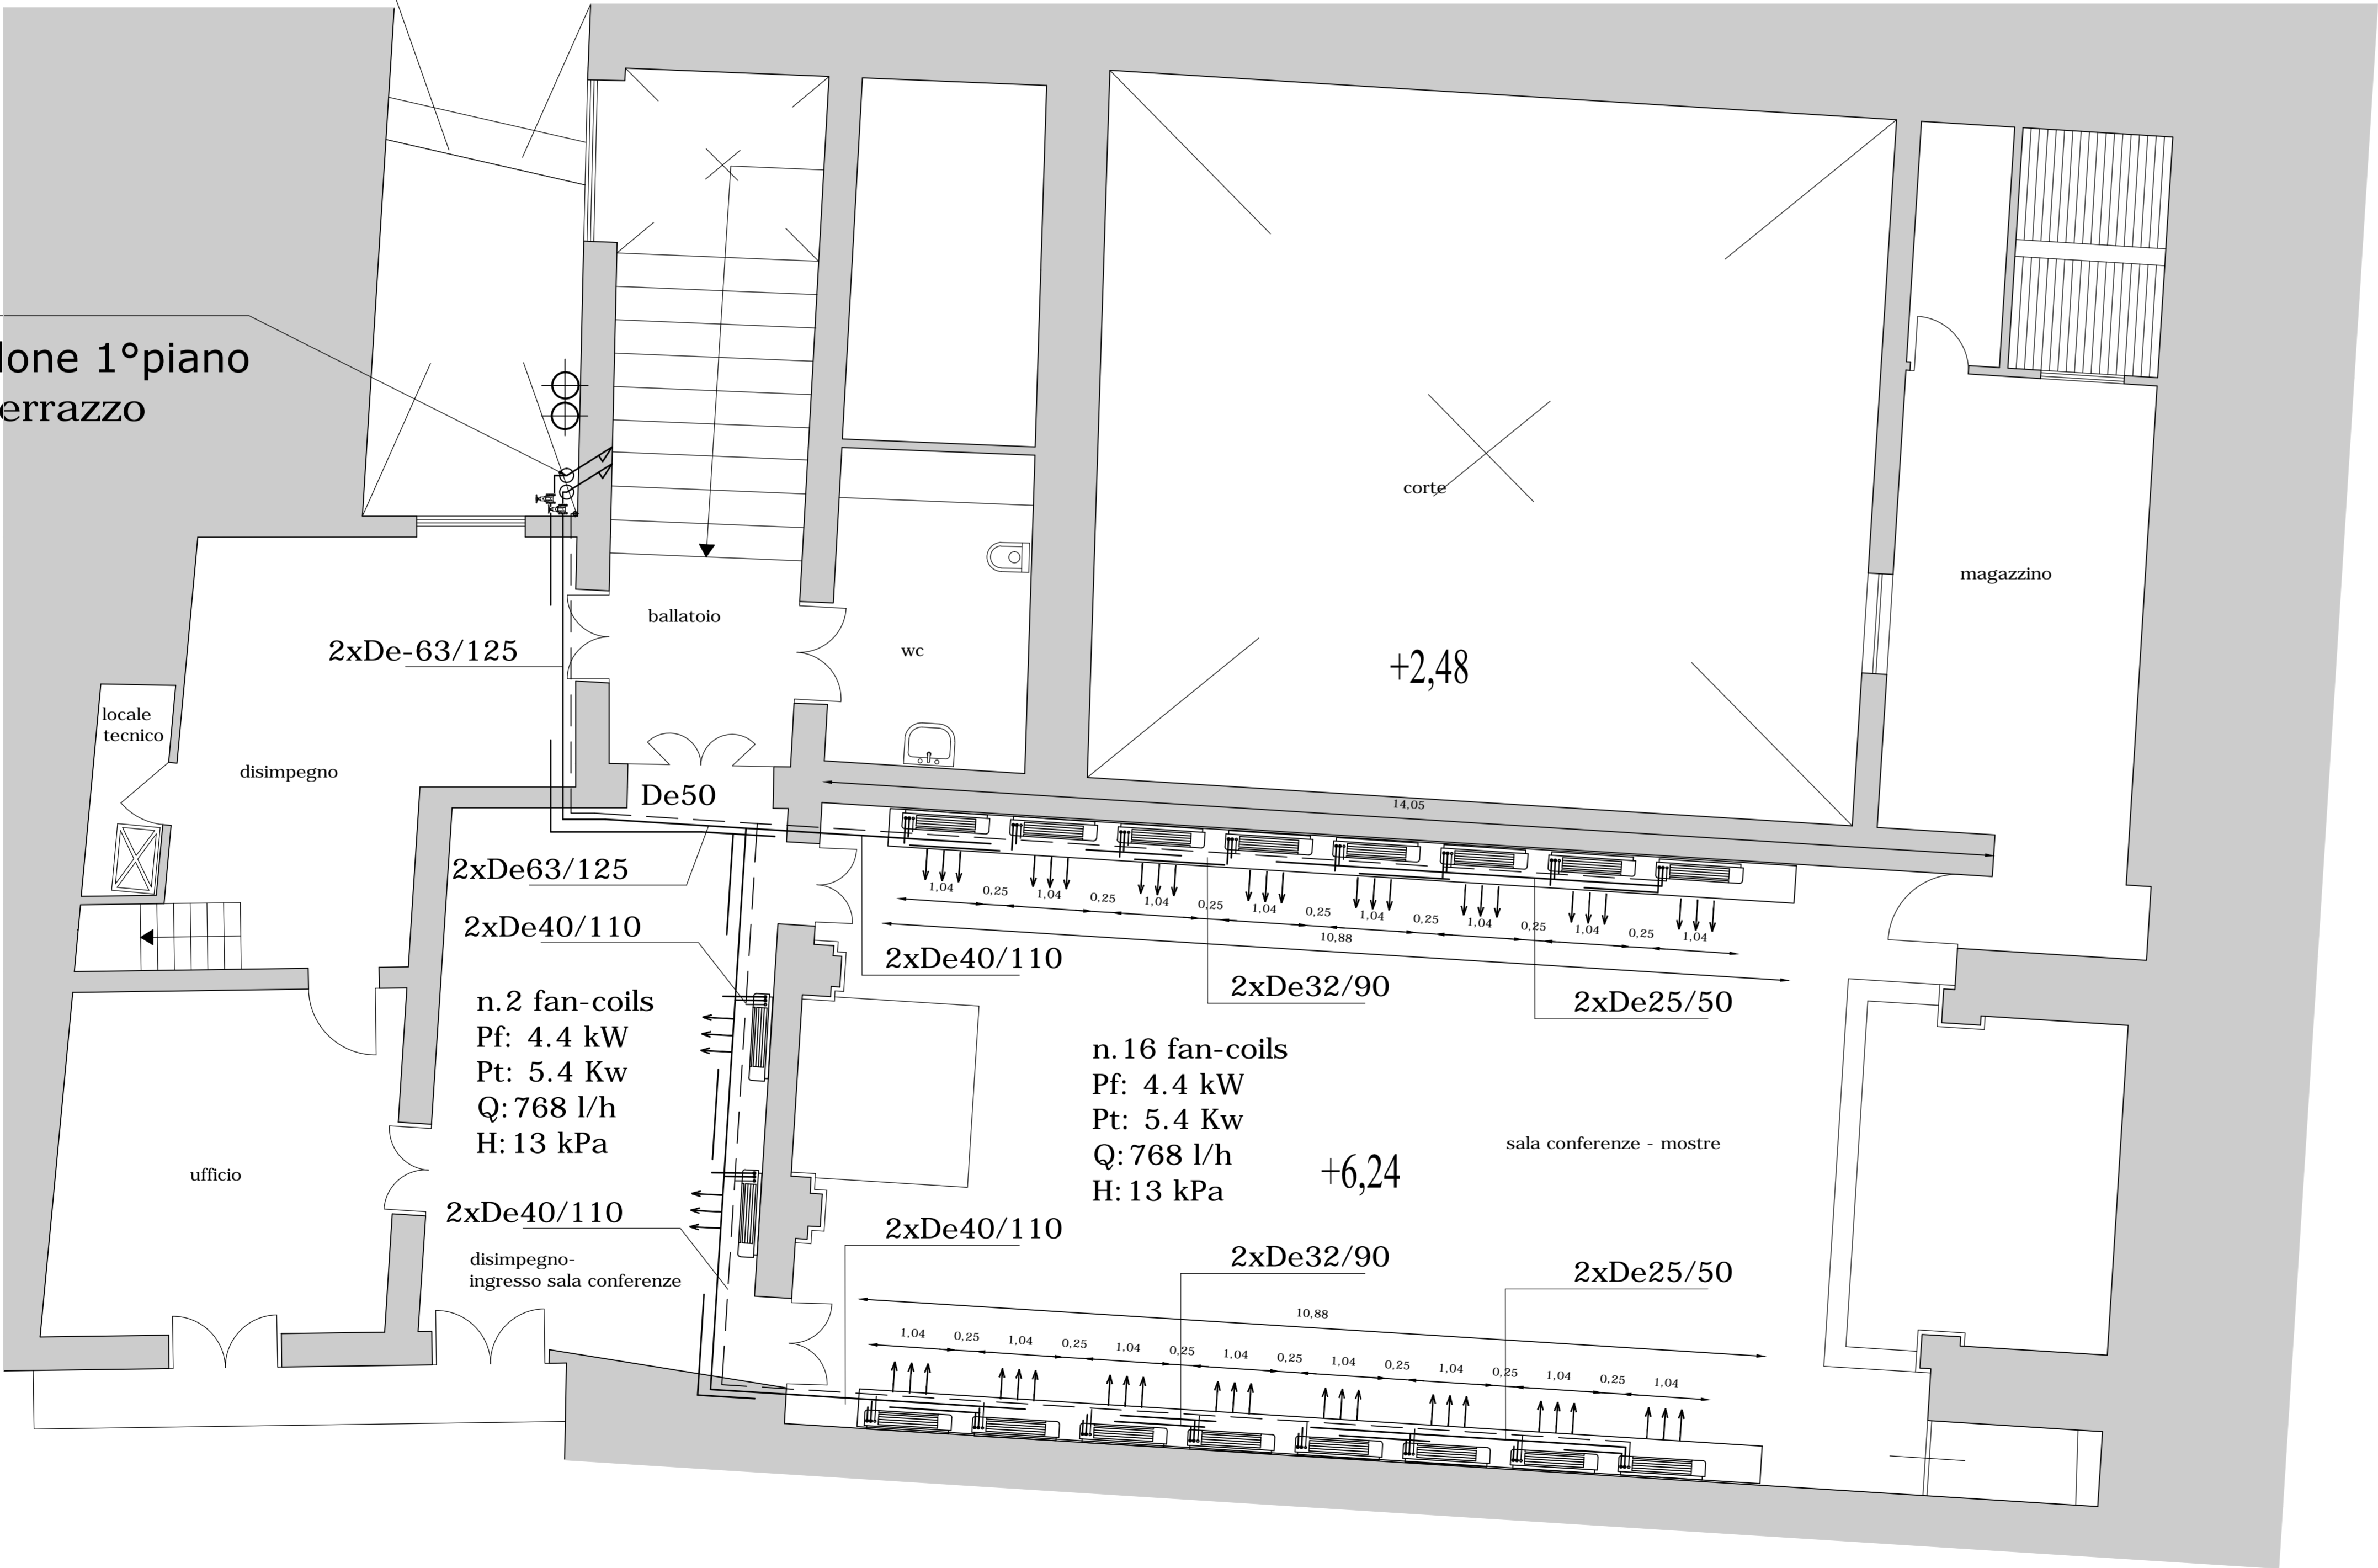 lone 1°piano
errazzo
corte
magazzino
ballatoio
2xDe-63/125
wc
+2,48
locale
tecnico
disimpegno
De50
14,05
2xDe63/125
1,04
0,25
1,04
0,25
1,04
0,25
1,04
0,25
1,04
0,25
1,04
0,25
1,04
0,25
1,04
10,88
2xDe40/110
2xDe40/110
2xDe32/90
2xDe25/50
n.2 fan-coils
Pf: 4.4 kW
Pt: 5.4 Kw
Q: 768 l/h
H: 13 kPa
n.16 fan-coils
Pf: 4.4 kW
Pt: 5.4 Kw
Q: 768 l/h
H: 13 kPa
sala conferenze - mostre
+6,24
ufficio
2xDe40/110
2xDe40/110
2xDe32/90
2xDe25/50
disimpegno-
ingresso sala conferenze
10,88
1,04
0,25
1,04
0,25
1,04
0,25
1,04
0,25
1,04
0,25
1,04
0,25
1,04
0,25
1,04